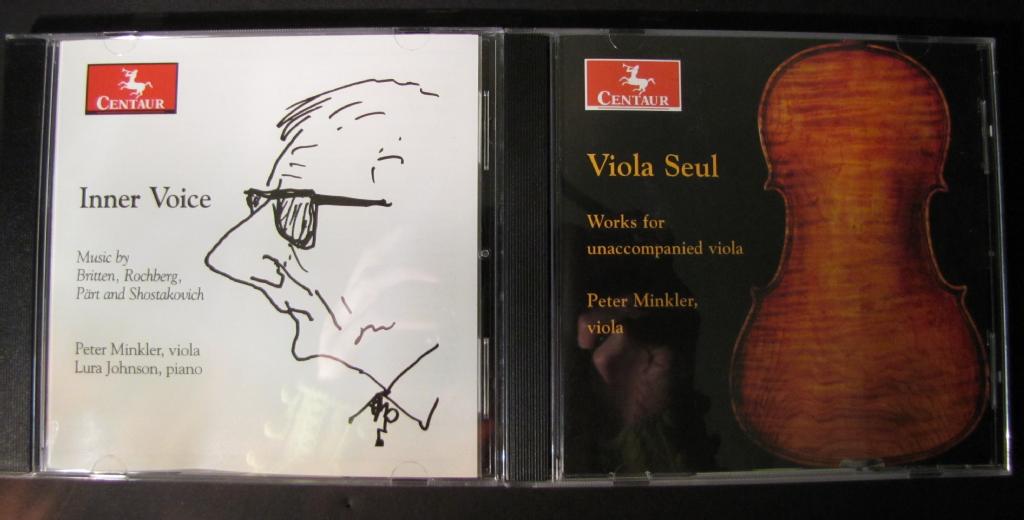 CENTAUR
Inner Voice
Music by
Britten, Rochberg,
Pärt and Shostakovich
Peter Minkler, viola
Lura Johnson, piano
CENTAUR
Viola Seul
Works for
unaccompanied viola
Peter Minkler,
viola